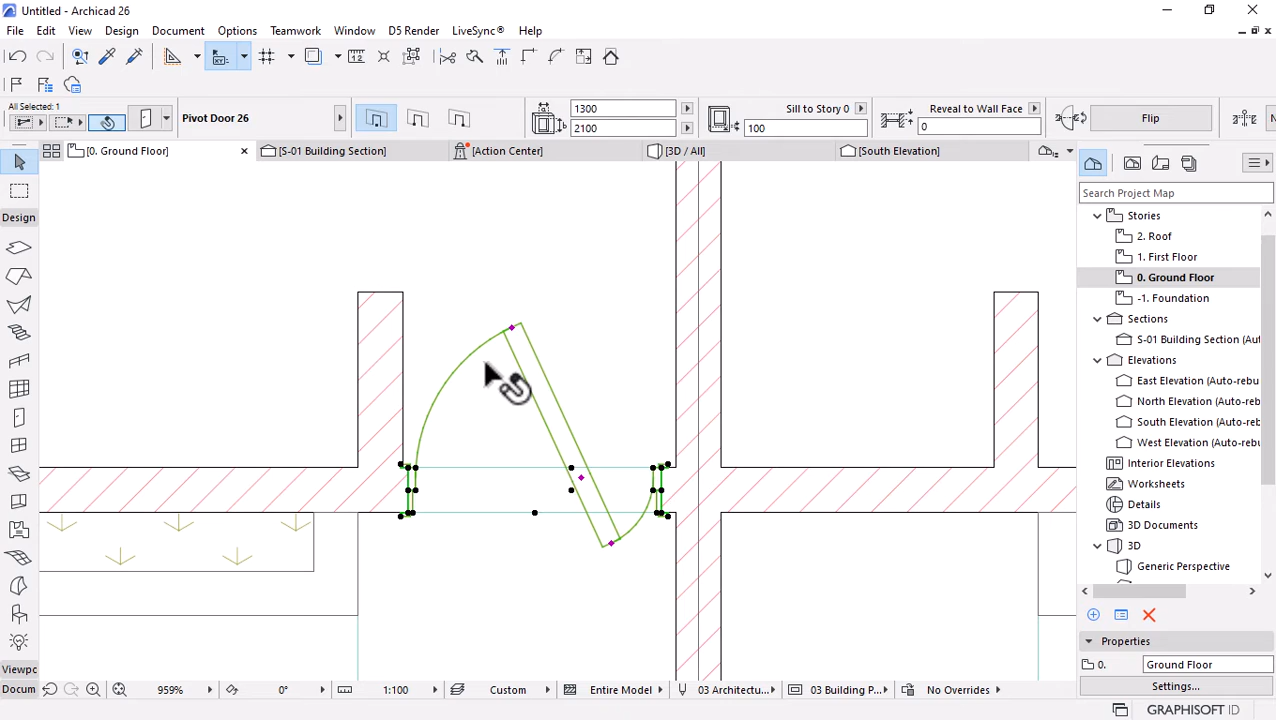 Untitled - Archicad 26
File Edit View Design Document Options Teamwork Window D5 Render LiveSync® Help
All Selected: 1
Pivot Door 26
1300
2100
Sill to Story 0
100
Reveal to Wall Face
0
Flip
[0. Ground Floor]
[S-01 Building Section]
[Action Center]
[3D / All]
[South Elevation]
Design
Viewpc
Docum
Search Project Map
Stories
2. Roof
1. First Floor
0. Ground Floor
-1. Foundation
Sections
S-01 Building Section (Aut
Elevations
East Elevation (Auto-rebu
North Elevation (Auto-reb
South Elevation (Auto-reb
West Elevation (Auto-rebu
Interior Elevations
Worksheets
Details
3D Documents
3D
Generic Perspective
Properties
0.
Ground Floor
Settings...
959%
0°
1:100
Custom
Entire Model
03 Architectu...
03 Building P...
No Overrides
GRAPHISOFT ID